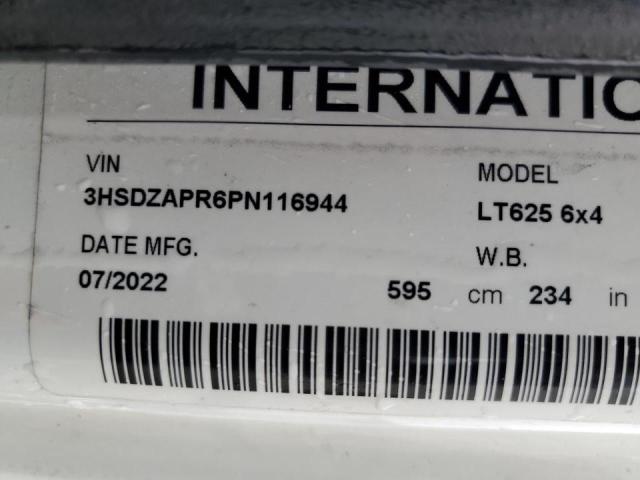 INTERNATIO
VIN MODEL
3HSDZAPR6PN116944 LT625 6x4
DATE MFG. W.B.
07/2022 595 cm 234 in